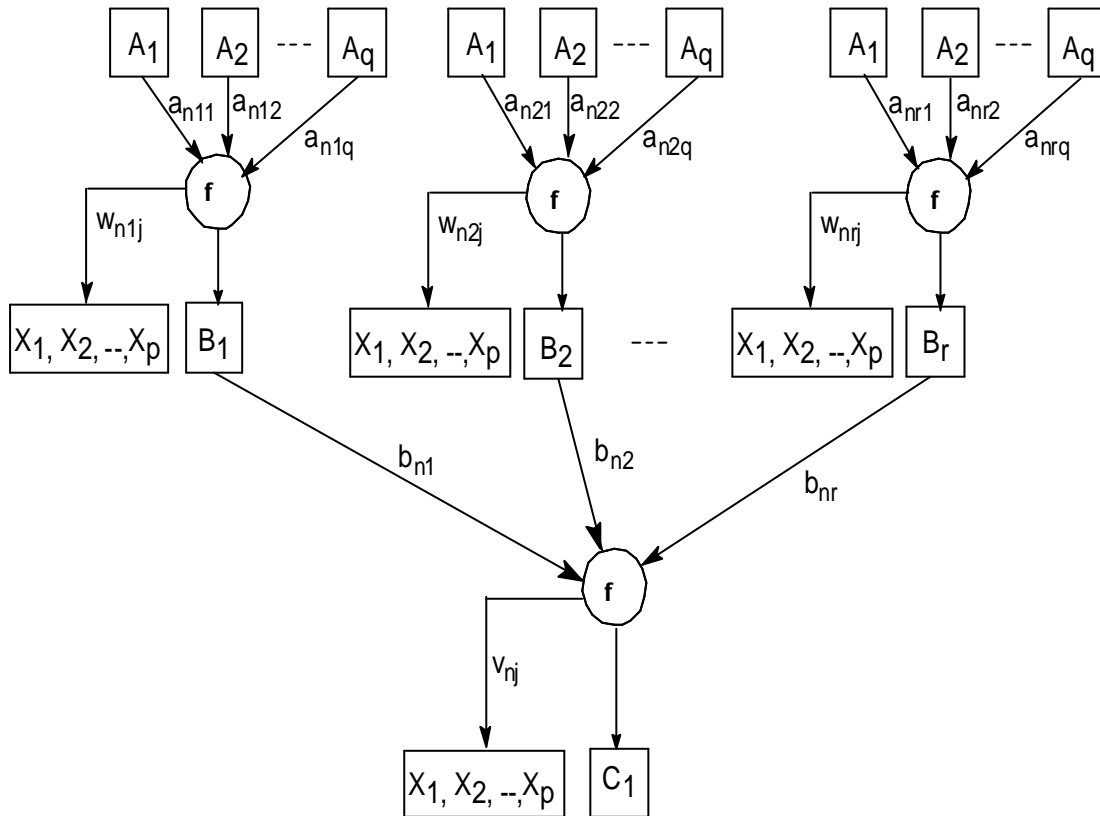 A1 A2 --- Aq A1 A2 --- Aq A1 A2 --- Aq
an11 an12 an1q an21 an22 an2q anr1 anr2 anrq
f f f
wn1j wn2j wnrj
X1, X2, --,Xp B1 X1, X2, --,Xp B2 --- X1, X2, --,Xp Br
bn1 bn2 bnr
f
vnj
X1, X2, --,Xp C1